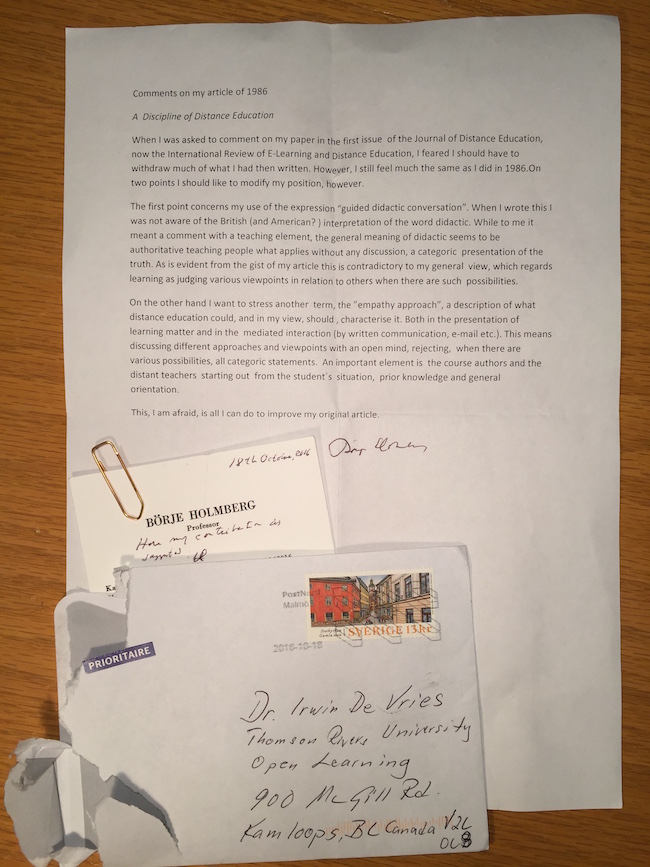 Comments on my article of 1986
A Discipline of Distance Education
When I was asked to comment on my paper in the first issue of the Journal of Distance Education,
now the International Review of E-Learning and Distance Education, I feared I should have to
withdraw much of what I had then written. However, I still feel much the same as I did in 1986.On
two points I should like to modify my position, however.
The first point concerns my use of the expression "guided didactic conversation". When I wrote this I
was not aware of the British (and American? ) interpretation of the word didactic. While to me it
meant a comment with a teaching element, the general meaning of didactic seems to be
authoritative teaching people what applies without any discussion, a categoric presentation of the
truth. As is evident from the gist of my article this is contradictory to my general view, which regards
learning as judging various viewpoints in relation to others when there are such possibilities.
On the other hand I want to stress another term, the "empathy approach", a description of what
distance education could, and in my view, should , characterise it. Both in the presentation of
learning matter and in the mediated interaction (by written communication, e-mail etc.). This means
discussing different approaches and viewpoints with an open mind, rejecting, when there are
various possibilities, all categoric statements. An important element is the course authors and the
distant teachers starting out from the student´s situation, prior knowledge and general
orientation.
This, I am afraid, is all I can do to improve my original article.
18th October, 2016
BÖRJE HOLMBERG
Professor
Here my contribution as
Ka
PostNord
Malmö
2016-10-18
SVERIGE 13 KR
PRIORITAIRE
Dr. Irwin De Vries
Thomson Rivers University
Open Learning
900 McGill Rd.
Kamloops, BC Canada V2C
0C8